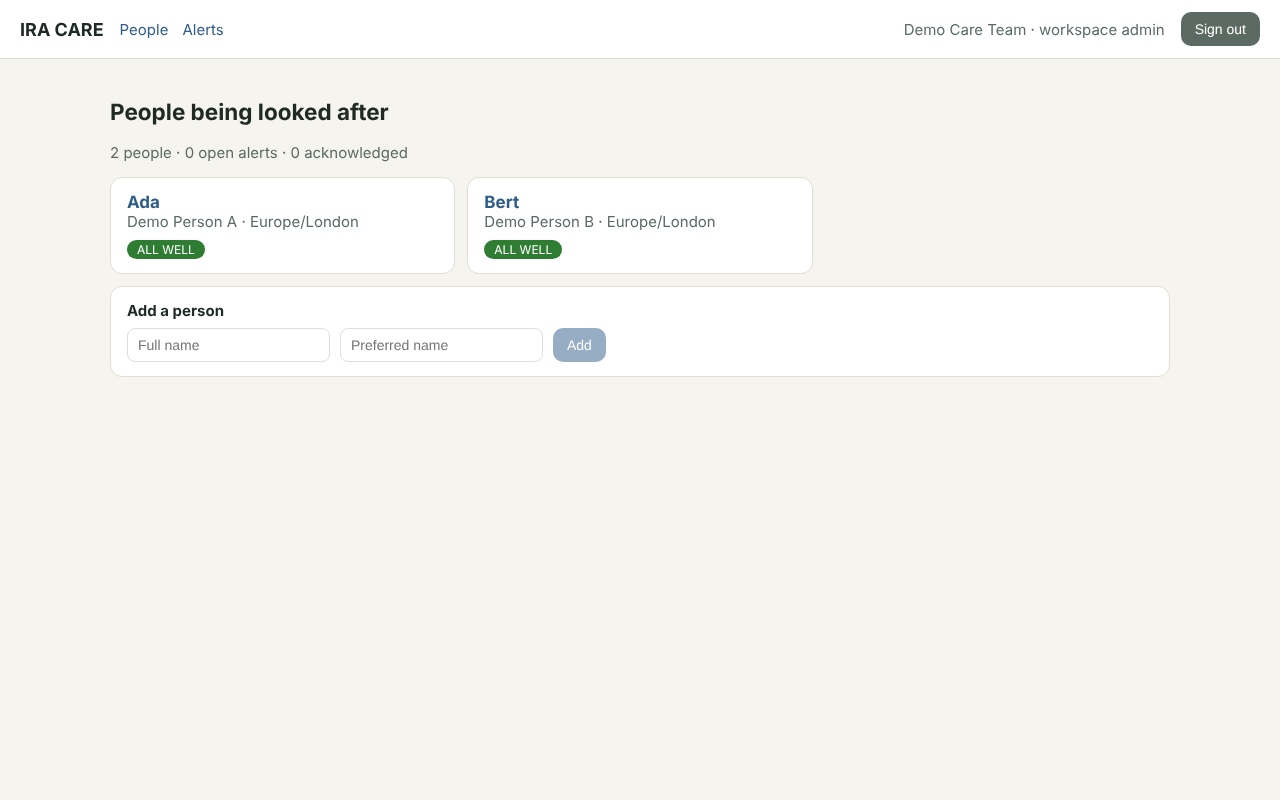 IRA CARE People Alerts Demo Care Team · workspace admin Sign out
People being looked after
2 people · 0 open alerts · 0 acknowledged
Ada Bert
Demo Person A · Europe/London Demo Person B · Europe/London
ALL WELL ALL WELL
Add a person
Full name Preferred name Add